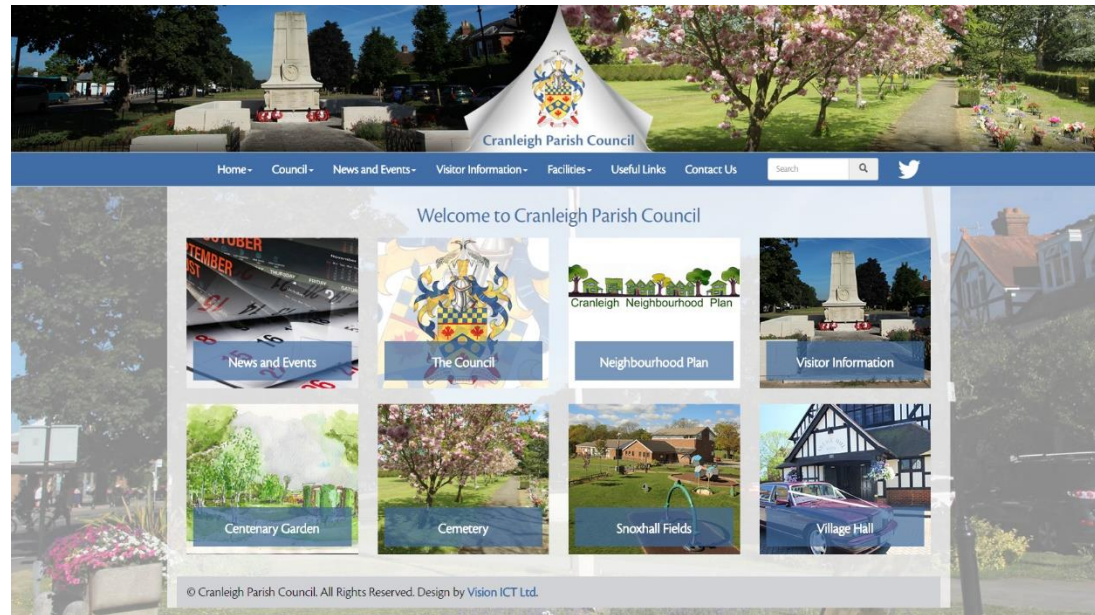 Cranleigh Parish Council
Home Council News and Events Visitor Information Facilities Useful Links Contact Us Search
Welcome to Cranleigh Parish Council
OCTOBER
SEPTEMBER
Cranleigh Neighbourhood Plan
News and Events The Council Neighbourhood Plan Visitor Information
Centenary Garden Cemetery Snoxhall Fields Village Hall
© Cranleigh Parish Council. All Rights Reserved. Design by Vision ICT Ltd.